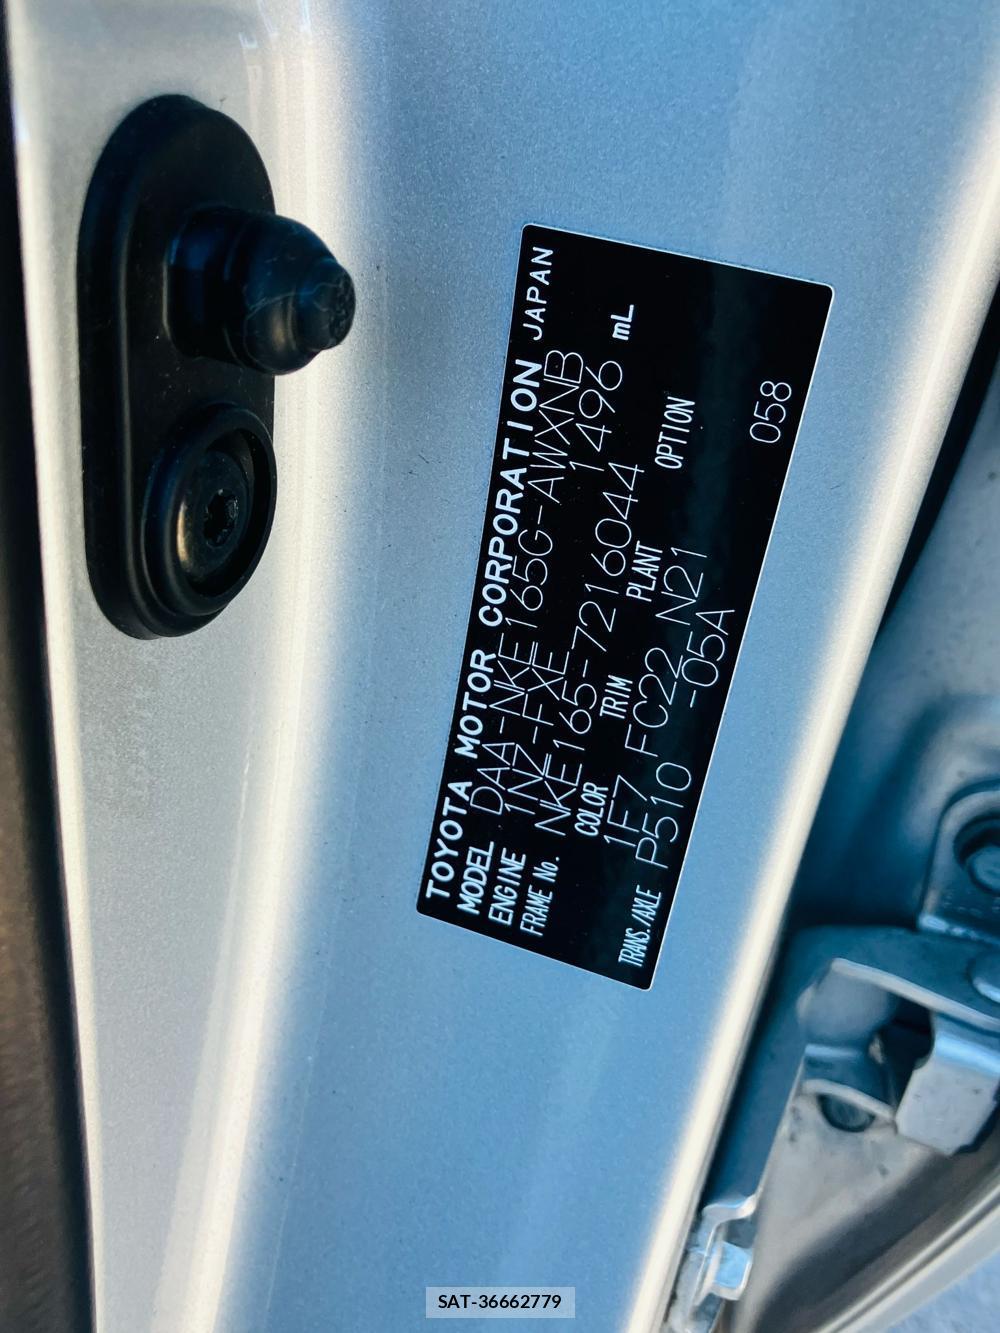 TOYOTA MOTOR CORPORATION JAPAN
MODEL DAA-NKE165G-AWXNB
ENGINE 1NZ-FXE 1496 mL
FRAME No. NKE165-7216044
COLOR TRIM PLANT OPTION
1F7 FC22 N21
TRANS./AXLE P510 -05A 058
SAT-36662779